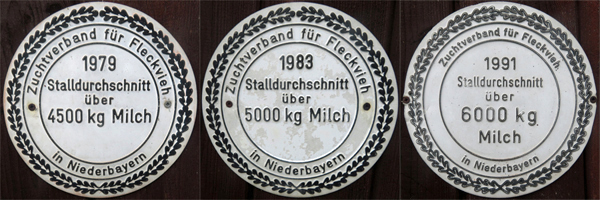 Zuchtverband für Fleckvieh
1979
Stalldurchschnitt
über
4500 kg Milch
in Niederbayern
Zuchtverband für Fleckvieh
1983
Stalldurchschnitt
über
5000 kg Milch
in Niederbayern
Zuchtverband für Fleckvieh
1991
Stalldurchschnitt
über
6000 kg
Milch
in Niederbayern